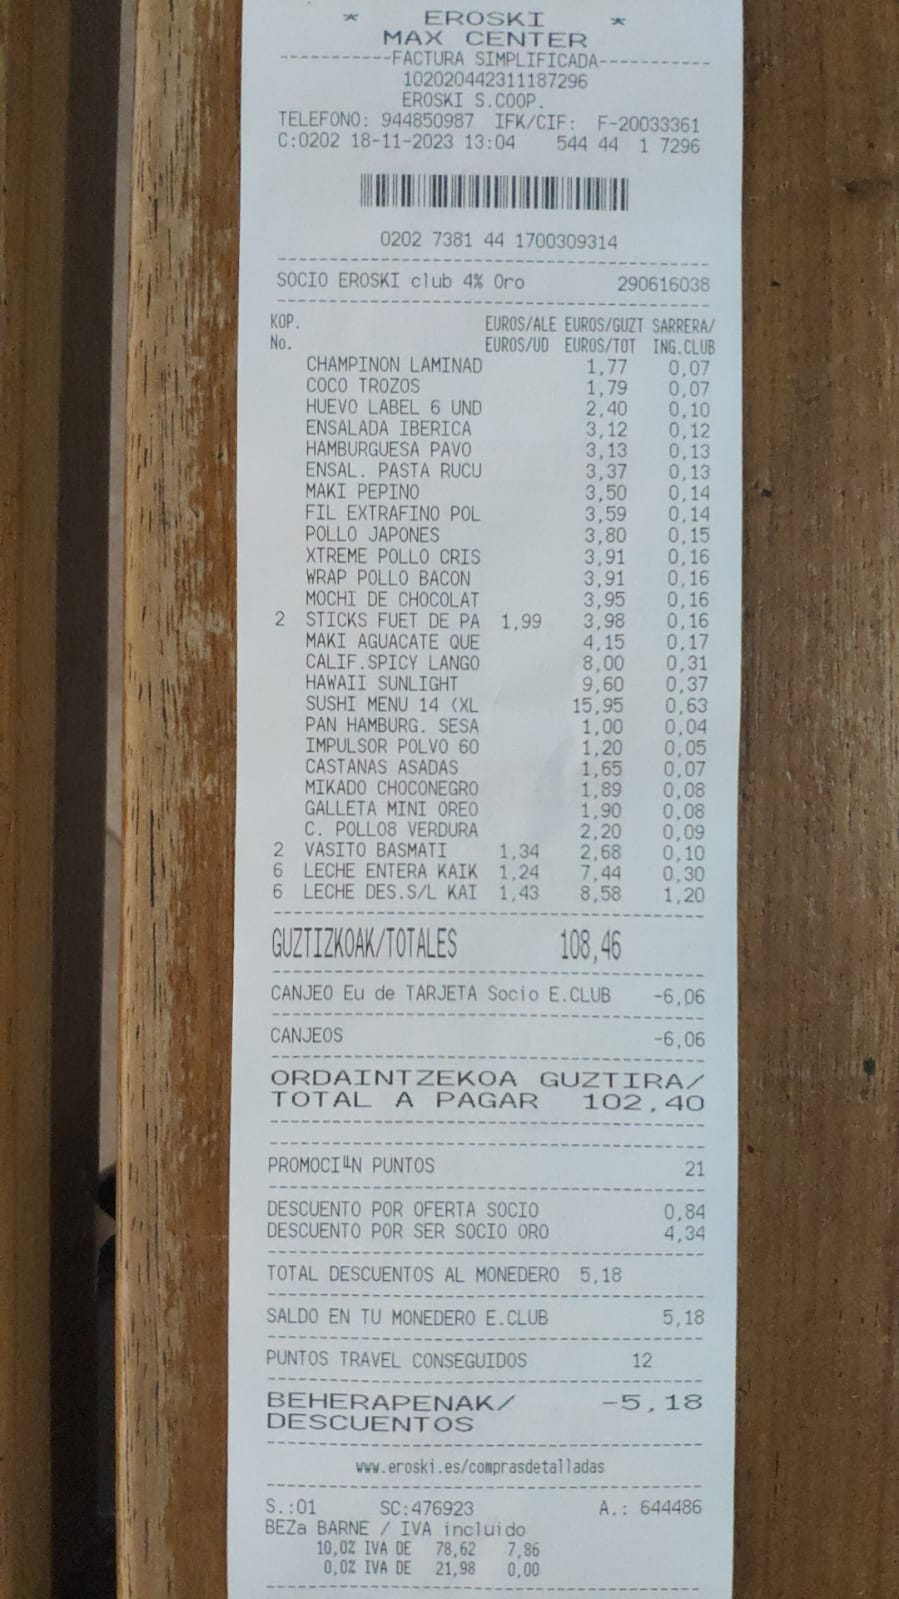 * EROSKI *
MAX CENTER
-----------FACTURA SIMPLIFICADA-----------
102020442311187296
EROSKI S.COOP.
TELEFONO: 944850987 IFK/CIF: F-20033361
C:0202 18-11-2023 13:04 544 44 1 7296
0202 7381 44 1700309314
SOCIO EROSKI club 4% Oro 290616038
KOP. EUROS/ALE EUROS/GUZT SARRERA/
No. EUROS/UD EUROS/TOT ING.CLUB
CHAMPINON LAMINAD 1,77 0,07
COCO TROZOS 1,79 0,07
HUEVO LABEL 6 UND 2,40 0,10
ENSALADA IBERICA 3,12 0,12
HAMBURGUESA PAVO 3,13 0,13
ENSAL. PASTA RUCU 3,37 0,13
MAKI PEPINO 3,50 0,14
FIL EXTRAFINO POL 3,59 0,14
POLLO JAPONES 3,80 0,15
XTREME POLLO CRIS 3,91 0,16
WRAP POLLO BACON 3,91 0,16
MOCHI DE CHOCOLAT 3,95 0,16
2 STICKS FUET DE PA 1,99 3,98 0,16
MAKI AGUACATE QUE 4,15 0,17
CALIF.SPICY LANGO 8,00 0,31
HAWAII SUNLIGHT 9,60 0,37
SUSHI MENU 14 (XL 15,95 0,63
PAN HAMBURG. SESA 1,00 0,04
IMPULSOR POLVO 60 1,20 0,05
CASTANAS ASADAS 1,65 0,07
MIKADO CHOCONEGRO 1,89 0,08
GALLETA MINI OREO 1,90 0,08
C. POLLO8 VERDURA 2,20 0,09
2 VASITO BASMATI 1,34 2,68 0,10
6 LECHE ENTERA KAIK 1,24 7,44 0,30
6 LECHE DES.S/L KAI 1,43 8,58 1,20
GUZTIZKOAK/TOTALES 108,46
CANJEO Eu de TARJETA Socio E.CLUB -6,06
CANJEOS -6,06
ORDAINTZEKOA GUZTIRA/
TOTAL A PAGAR 102,40
PROMOCI╨N PUNTOS 21
DESCUENTO POR OFERTA SOCIO 0,84
DESCUENTO POR SER SOCIO ORO 4,34
TOTAL DESCUENTOS AL MONEDERO 5,18
SALDO EN TU MONEDERO E.CLUB 5,18
PUNTOS TRAVEL CONSEGUIDOS 12
BEHERAPENAK/ -5,18
DESCUENTOS
www.eroski.es/comprasdetalladas
S.:01 SC:476923 A.: 644486
BEZa BARNE / IVA incluido
10,0% IVA DE 78,62 7,86
0,0% IVA DE 21,98 0,00